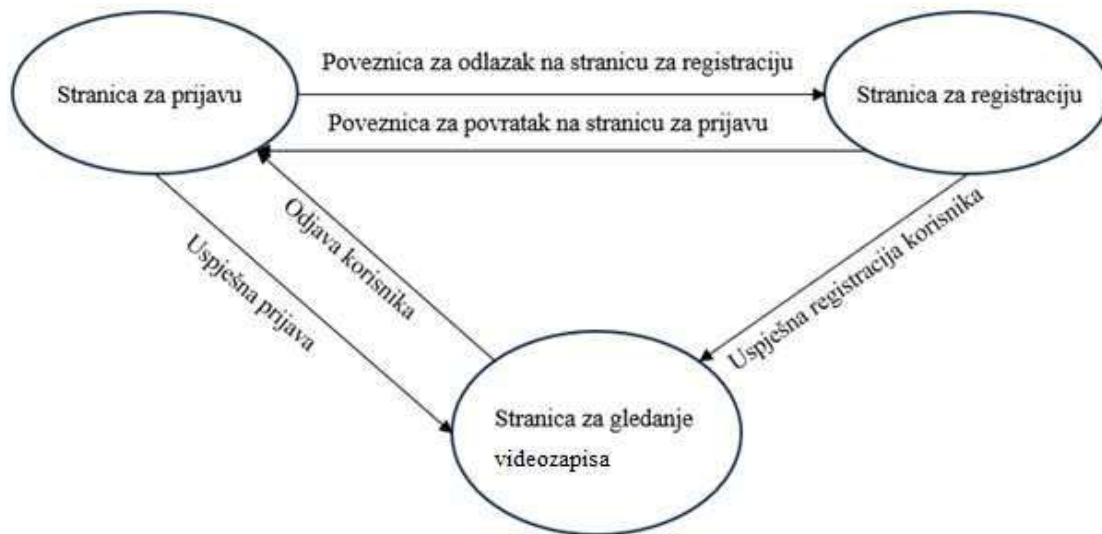 Poveznica za odlazak na stranicu za registraciju
Stranica za prijavu
Stranica za registraciju
Poveznica za povratak na stranicu za prijavu
Odjava korisnika
Uspješna prijava
Uspješna registracija korisnika
Stranica za gledanje
videozapisa